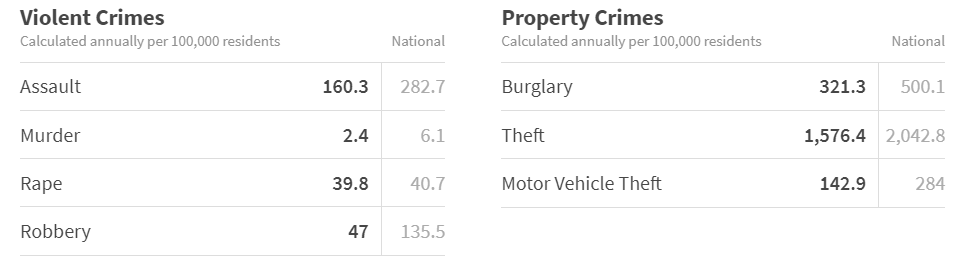 Violent Crimes
Calculated annually per 100,000 residents National
Assault 160.3 282.7
Murder 2.4 6.1
Rape 39.8 40.7
Robbery 47 135.5
Property Crimes
Calculated annually per 100,000 residents National
Burglary 321.3 500.1
Theft 1,576.4 2,042.8
Motor Vehicle Theft 142.9 284